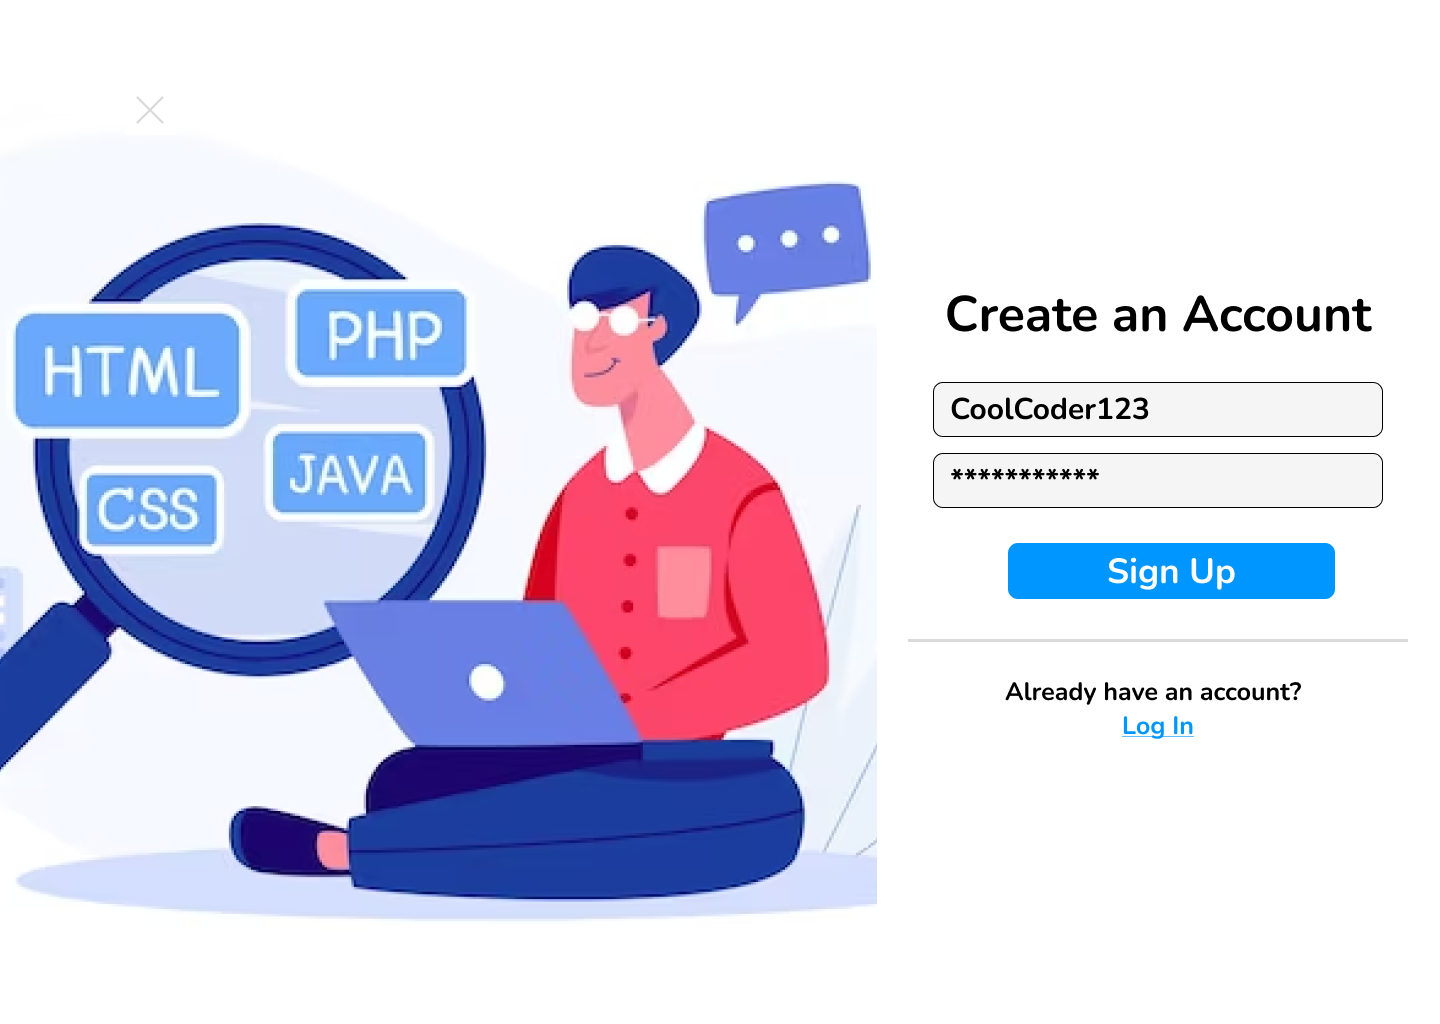 HTML
PHP
CSS
JAVA
Create an Account
CoolCoder123
***********
Sign Up
Already have an account?
Log In